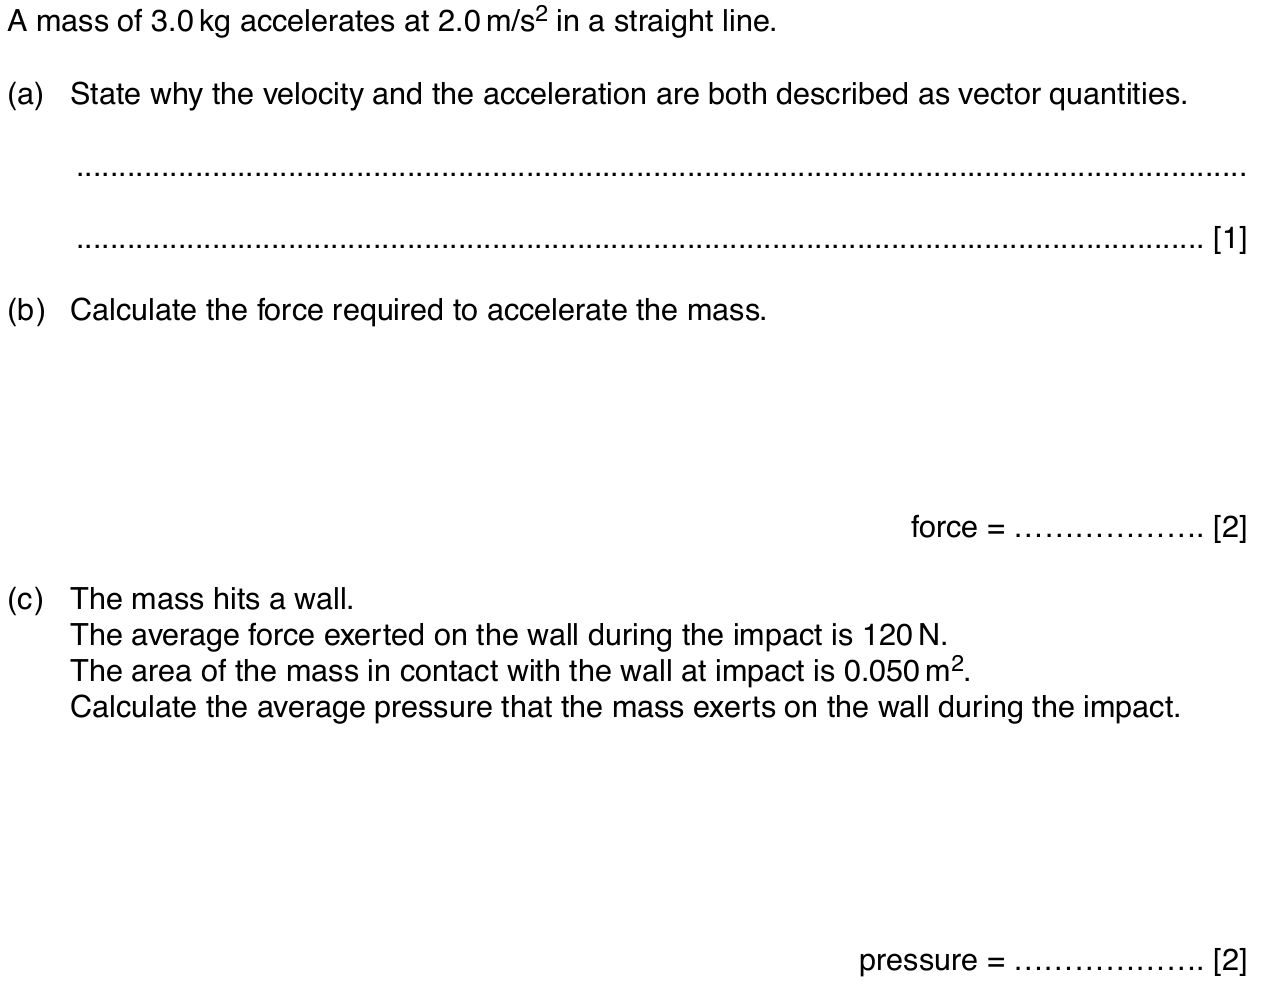 A mass of 3.0 kg accelerates at 2.0 m/s² in a straight line.
(a) State why the velocity and the acceleration are both described as vector quantities.
..........................................................................................................................................
..................................................................................................................................... [1]
(b) Calculate the force required to accelerate the mass.
force = ………………. [2]
(c) The mass hits a wall.
The average force exerted on the wall during the impact is 120 N.
The area of the mass in contact with the wall at impact is 0.050 m².
Calculate the average pressure that the mass exerts on the wall during the impact.
pressure = ………………. [2]